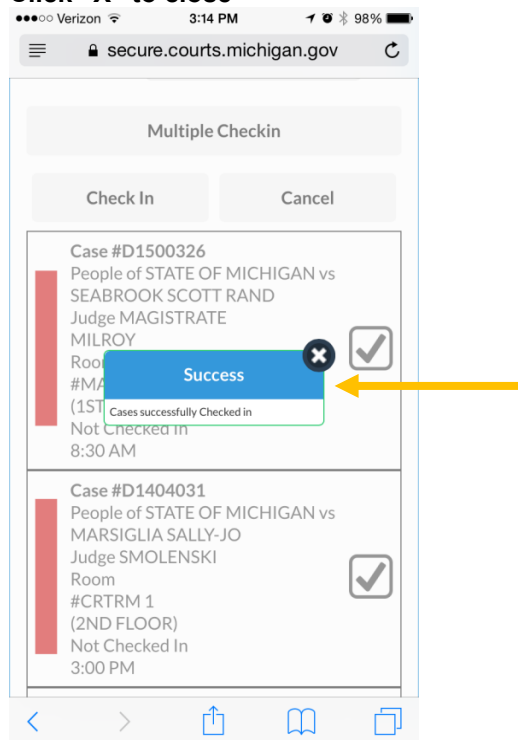 Click "X" to close
Verizon 3:14 PM 98%
secure.courts.michigan.gov
Multiple Checkin
Check In Cancel
Case #D1500326
People of STATE OF MICHIGAN vs
SEABROOK SCOTT RAND
Judge MAGISTRATE
MILROY
Success
(1ST
Cases successfully Checked in
Not Checked In
8:30 AM
Case #D1404031
People of STATE OF MICHIGAN vs
MARSIGLIA SALLY-JO
Judge SMOLENSKI
Room
#CRTRM 1
(2ND FLOOR)
Not Checked In
3:00 PM